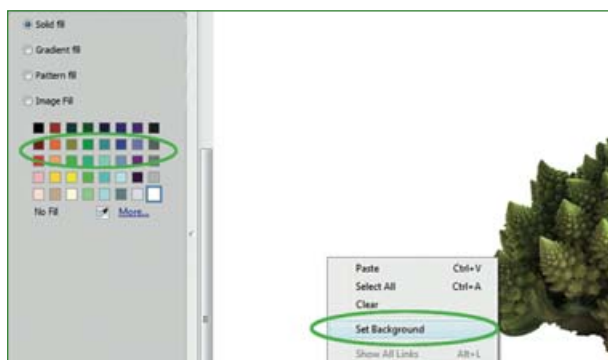 Solid fill
Gradient fill
Pattern fill
Image Fill
No Fill More...
Paste Ctrl+V
Select All Ctrl+A
Clear
Set Background
Show All Links Alt+L